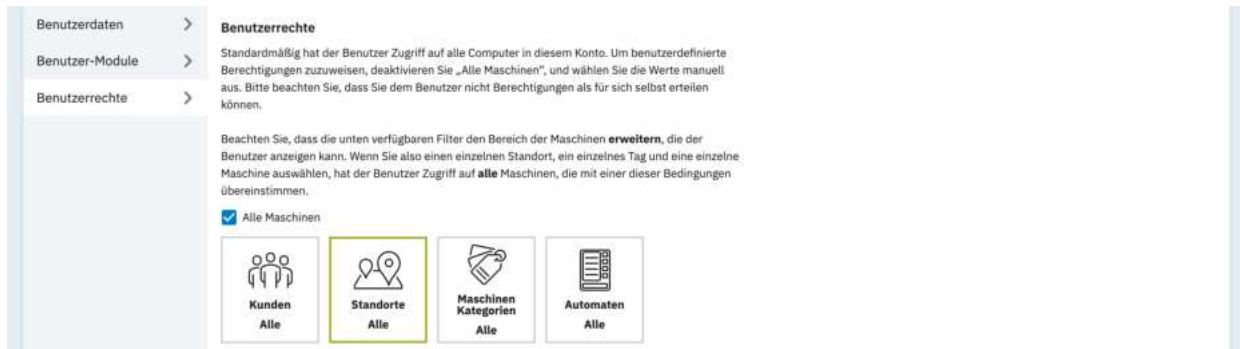 Benutzerdaten
Benutzer-Module
Benutzerrechte
Benutzerrechte
Standardmäßig hat der Benutzer Zugriff auf alle Computer in diesem Konto. Um benutzerdefinierte
Berechtigungen zuzuweisen, deaktivieren Sie „Alle Maschinen", und wählen Sie die Werte manuell
aus. Bitte beachten Sie, dass Sie dem Benutzer nicht Berechtigungen als für sich selbst erteilen
können.
Beachten Sie, dass die unten verfügbaren Filter den Bereich der Maschinen erweitern, die der
Benutzer anzeigen kann. Wenn Sie also einen einzelnen Standort, ein einzelnes Tag und eine einzelne
Maschine auswählen, hat der Benutzer Zugriff auf alle Maschinen, die mit einer dieser Bedingungen
übereinstimmen.
Alle Maschinen
Kunden
Alle
Standorte
Alle
Maschinen
Kategorien
Alle
Automaten
Alle